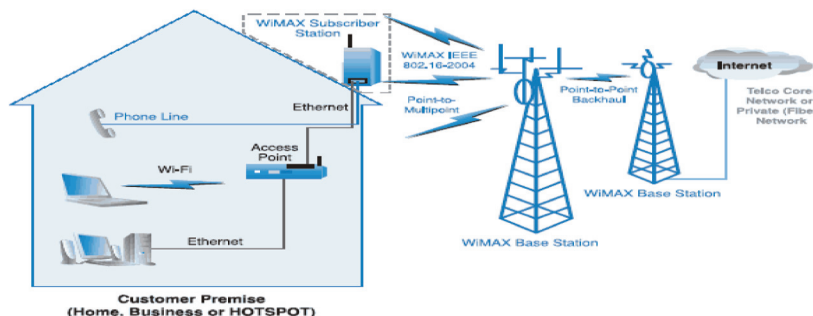 WiMAX Subscriber
Station
WiMAX IEEE
802.16-2004
Internet
Ethernet
Point-to-
Multipoint
Point-to-Point
Backhaul
Telco Core
Network or
Private (Fibe
Network
Phone Line
Access
Point
Wi-Fi
WiMAX Base Station
Ethernet
WiMAX Base Station
Customer Premise
(Home, Business or HOTSPOT)